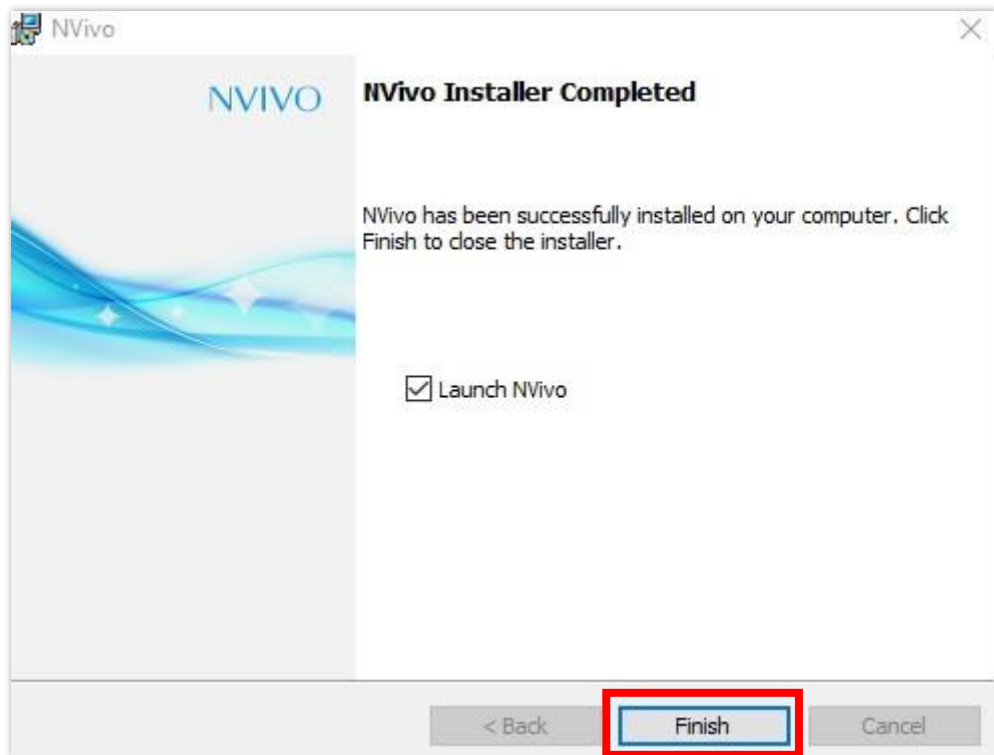 NVivo
NVIVO
NVivo Installer Completed
NVivo has been successfully installed on your computer. Click
Finish to close the installer.
Launch NVivo
< Back
Finish
Cancel